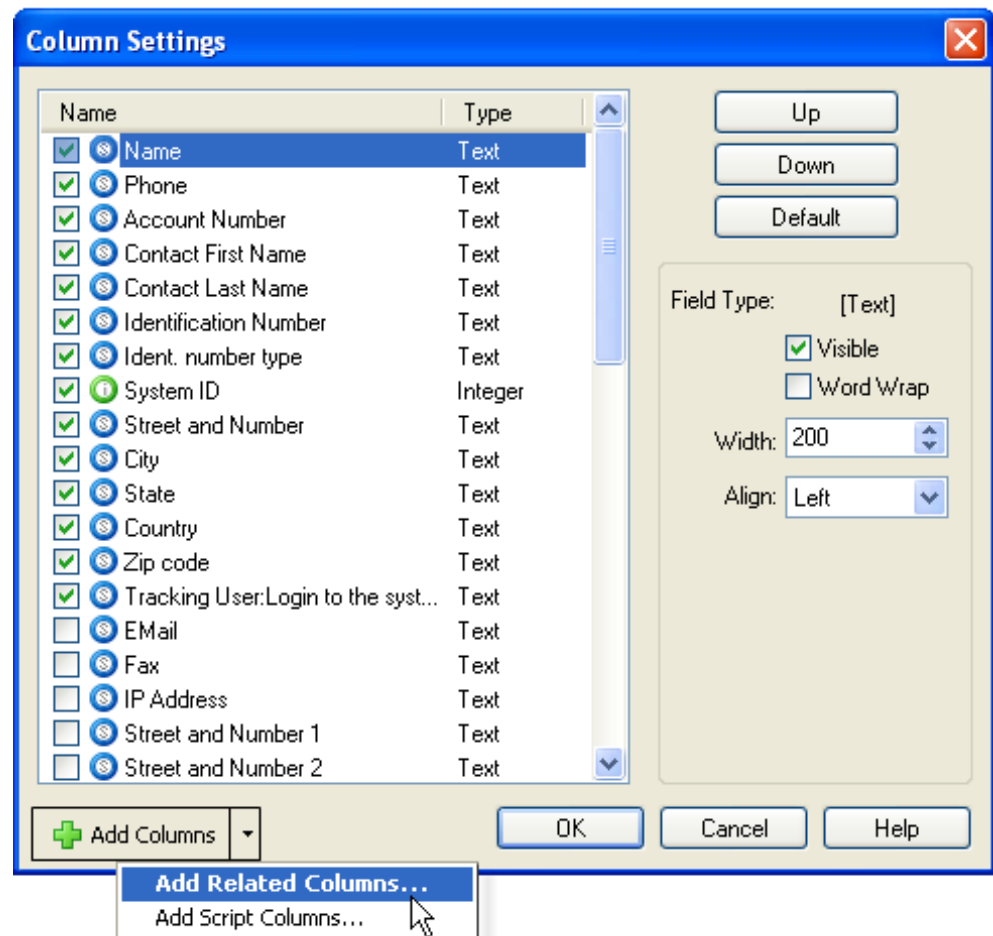 Column Settings
Name Type
Name Text
Phone Text
Account Number Text
Contact First Name Text
Contact Last Name Text
Identification Number Text
Ident. number type Text
System ID Integer
Street and Number Text
City Text
State Text
Country Text
Zip code Text
Tracking User:Login to the syst... Text
EMail Text
Fax Text
IP Address Text
Street and Number 1 Text
Street and Number 2 Text
Up
Down
Default
Field Type: [Text]
Visible
Word Wrap
Width: 200
Align: Left
Add Columns
OK
Cancel
Help
Add Related Columns...
Add Script Columns...